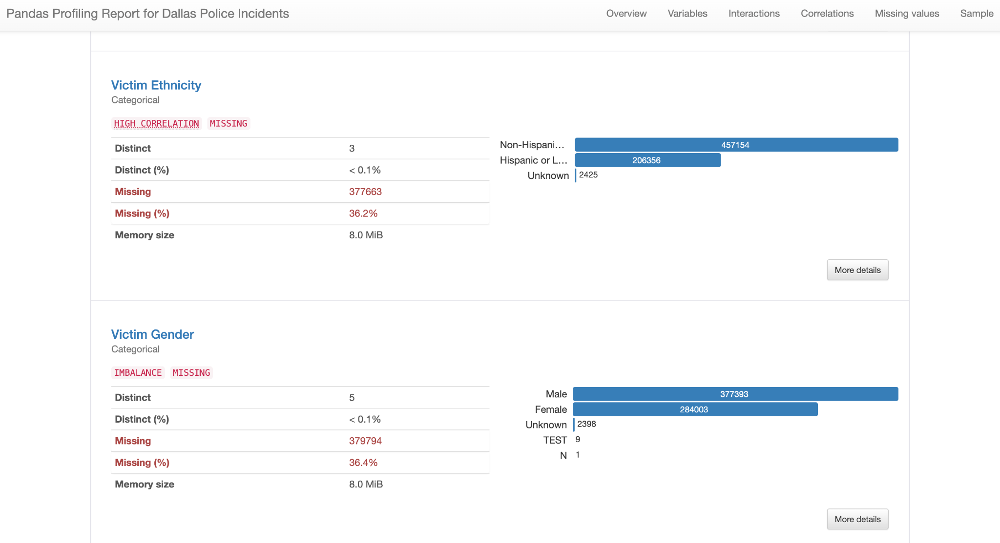 Pandas Profiling Report for Dallas Police Incidents
Overview Variables Interactions Correlations Missing values Sample
Victim Ethnicity
Categorical
HIGH CORRELATION MISSING
Distinct 3
Distinct (%) < 0.1%
Missing 377663
Missing (%) 36.2%
Memory size 8.0 MiB
Non-Hispani... 457154
Hispanic or L... 206356
Unknown 2425
More details
Victim Gender
Categorical
IMBALANCE MISSING
Distinct 5
Distinct (%) < 0.1%
Missing 379794
Missing (%) 36.4%
Memory size 8.0 MiB
Male 377393
Female 284003
Unknown 2398
TEST 9
N 1
More details